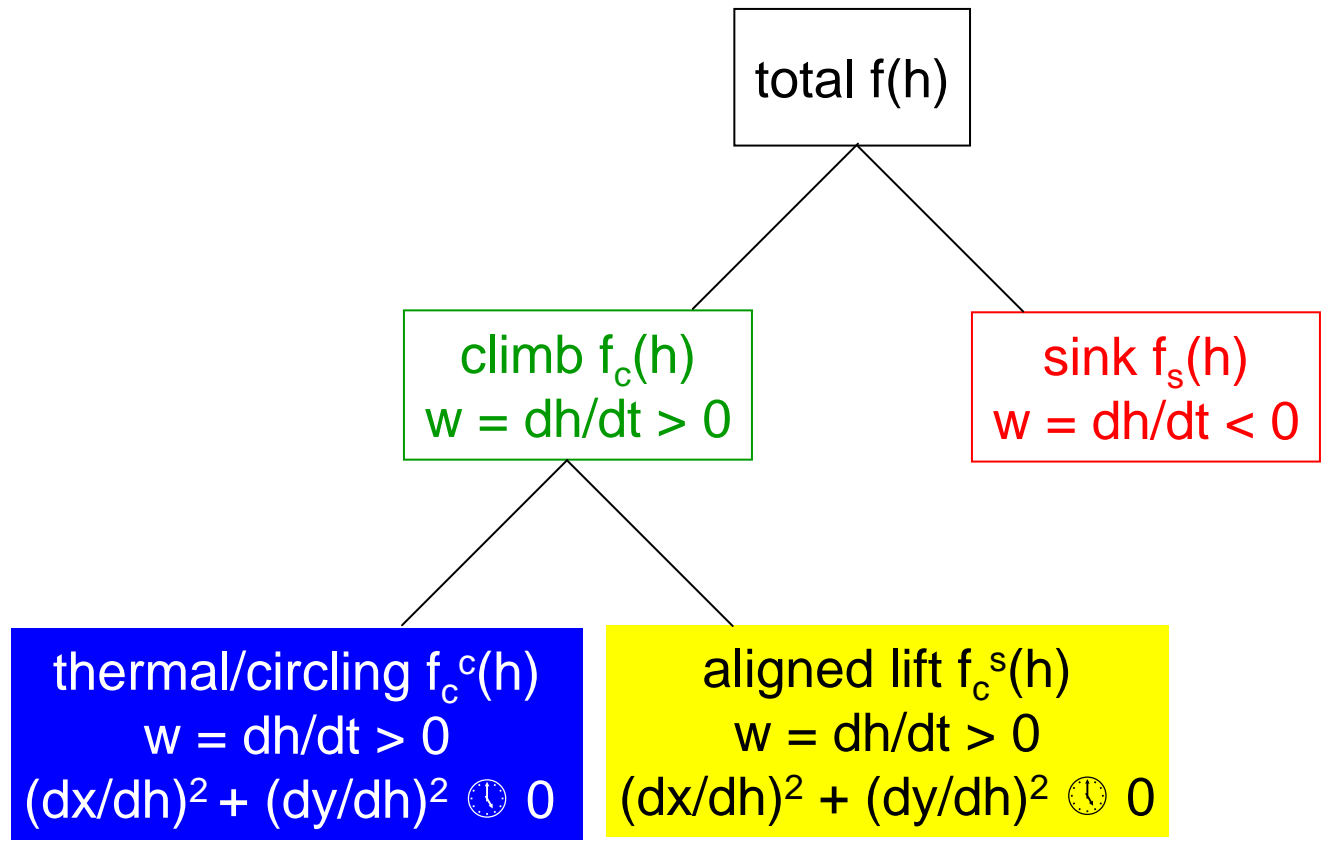 total f(h)
climb f_c(h)
w = dh/dt > 0
sink f_s(h)
w = dh/dt < 0
thermal/circling f_c^c(h)
w = dh/dt > 0
(dx/dh)² + (dy/dh)² 🕔 0
aligned lift f_c^s(h)
w = dh/dt > 0
(dx/dh)² + (dy/dh)² 🕔 0